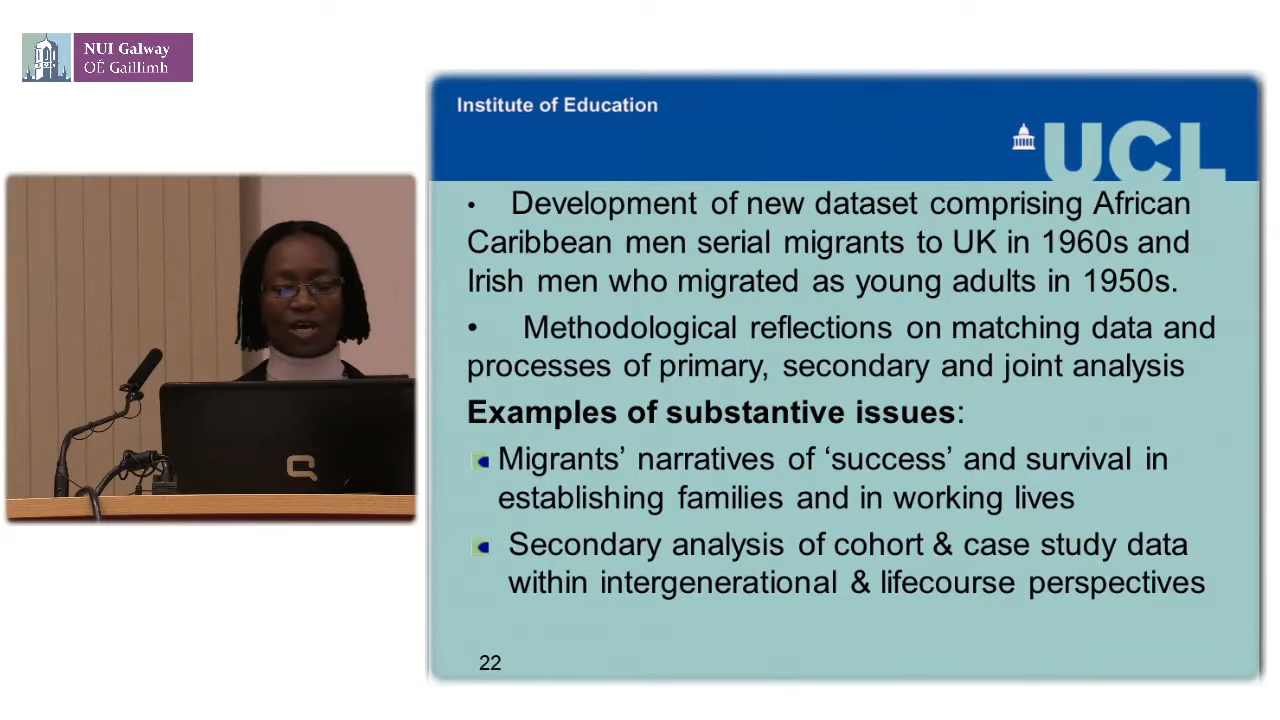 NUI Galway
OÉ Gaillimh
Institute of Education
UCL
• Development of new dataset comprising African
Caribbean men serial migrants to UK in 1960s and
Irish men who migrated as young adults in 1950s.
• Methodological reflections on matching data and
processes of primary, secondary and joint analysis
Examples of substantive issues:
Migrants’ narratives of ‘success’ and survival in
establishing families and in working lives
Secondary analysis of cohort & case study data
within intergenerational & lifecourse perspectives
22